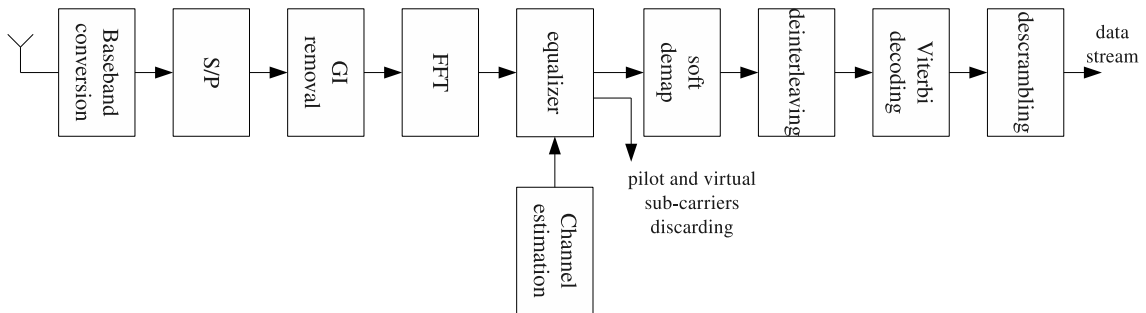 Baseband
conversion
S/P
GI
removal
FFT
equalizer
soft
demap
deinterleaving
Viterbi
decoding
descrambling
data
stream
pilot and virtual
sub-carriers
discarding
Channel
estimation